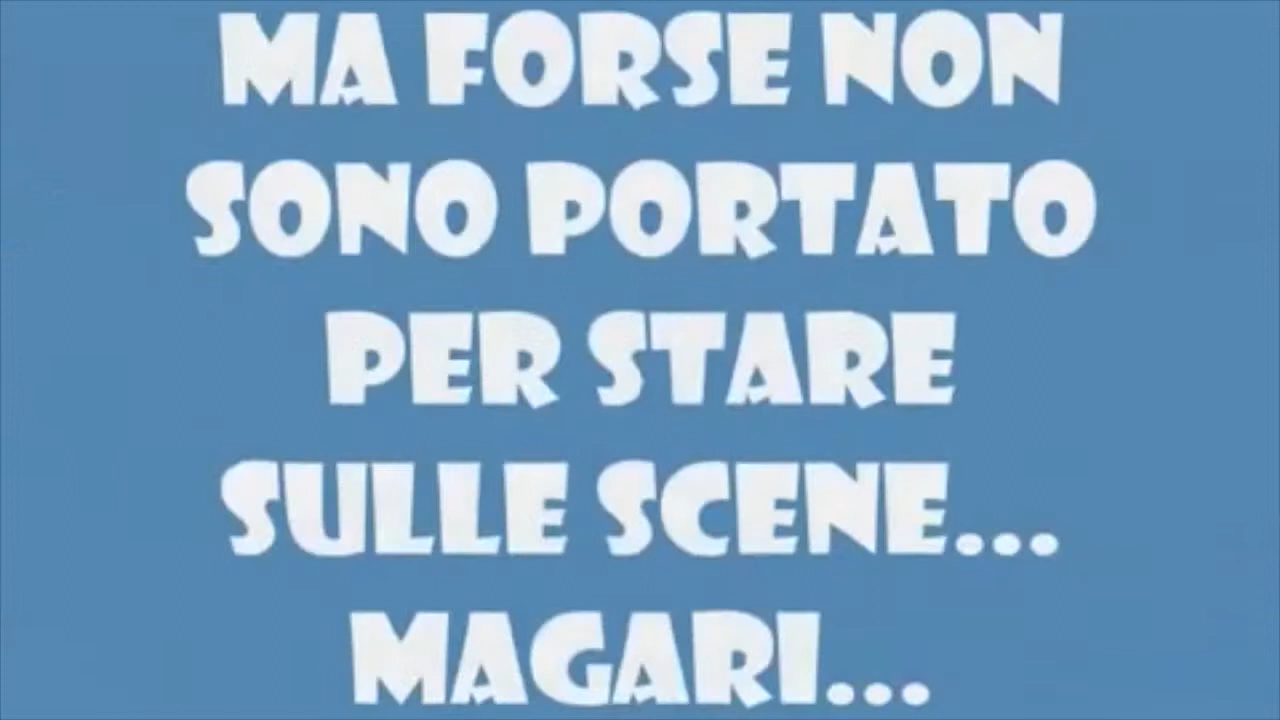 MA FORSE NON
SONO PORTATO
PER STARE
SULLE SCENE...
MAGARI...